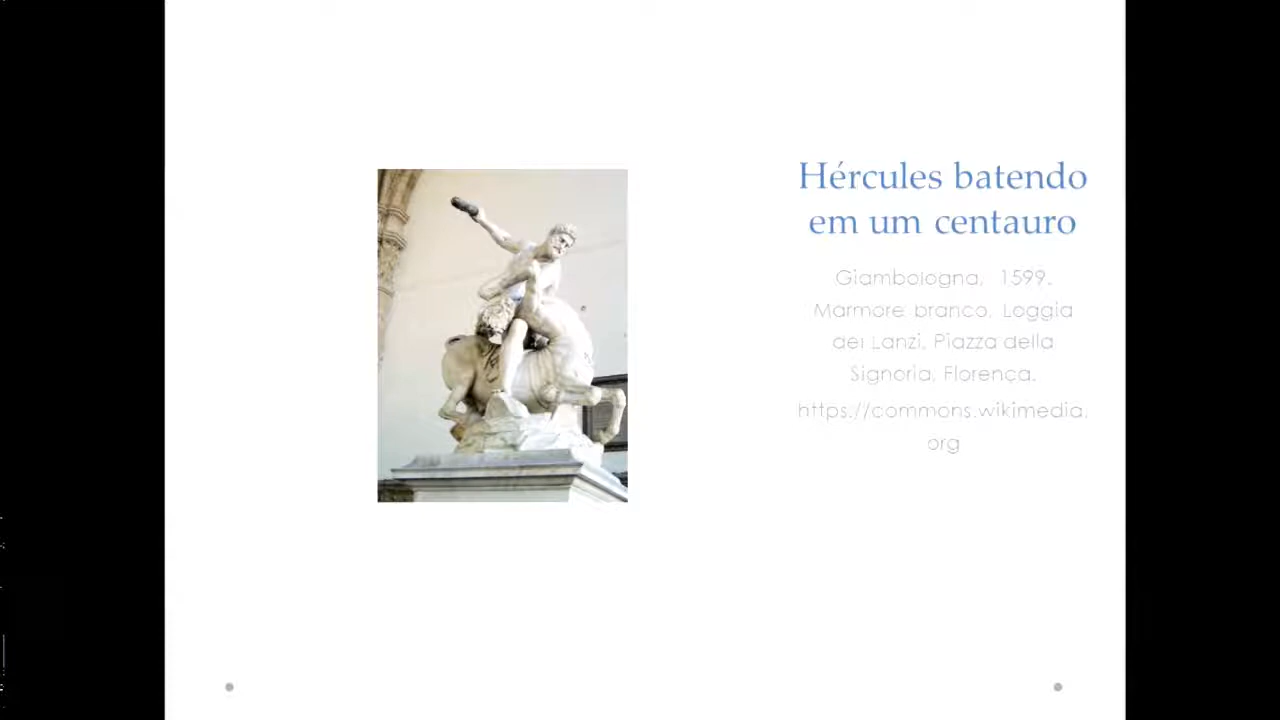 Hércules batendo
em um centauro
Giambologna, 1599.
Marmore branco. Loggia
dei Lanzi, Piazza della
Signoria, Florença.
https://commons.wikimedia.
org